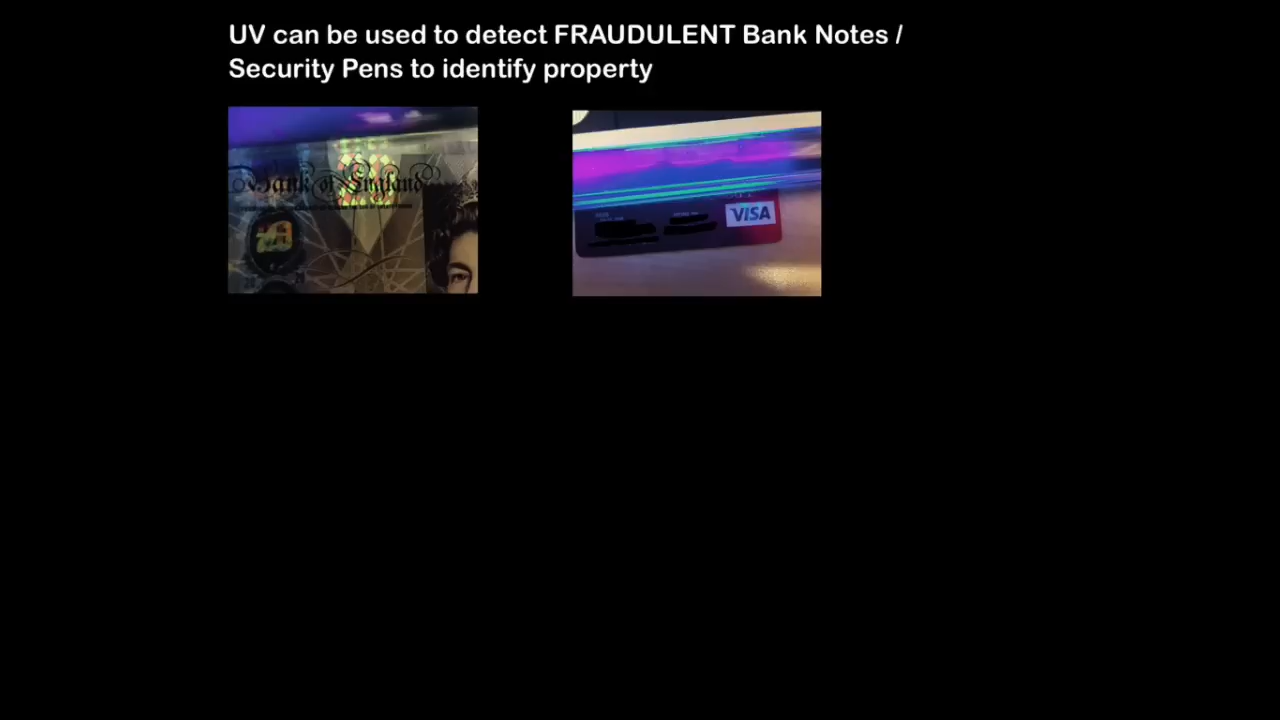 UV can be used to detect FRAUDULENT Bank Notes /
Security Pens to identify property
Bank of England
VISA